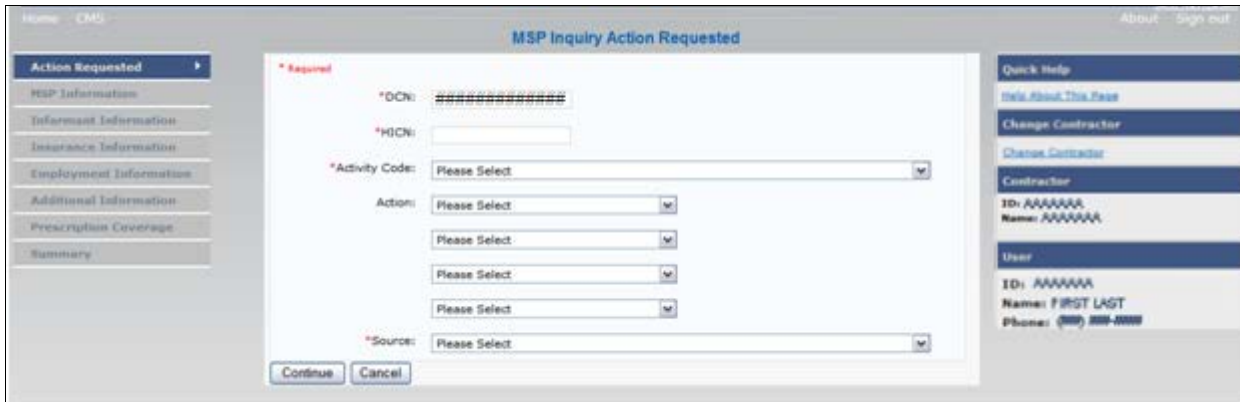 Home CMS
About Sign out
MSP Inquiry Action Requested
Action Requested
MSP Information
Informant Information
Insurance Information
Employment Information
Additional Information
Prescription Coverage
Summary
* Required
*DCN: #############
*HICN:
*Activity Code: Please Select
Action: Please Select
Please Select
Please Select
Please Select
*Source: Please Select
Continue Cancel
Quick Help
Help About This Page
Change Contractor
Change Contractor
Contractor
ID: AAAAAAA
Name: AAAAAAA
User
ID: AAAAAAA
Name: FIRST LAST
Phone: (###) ###-####